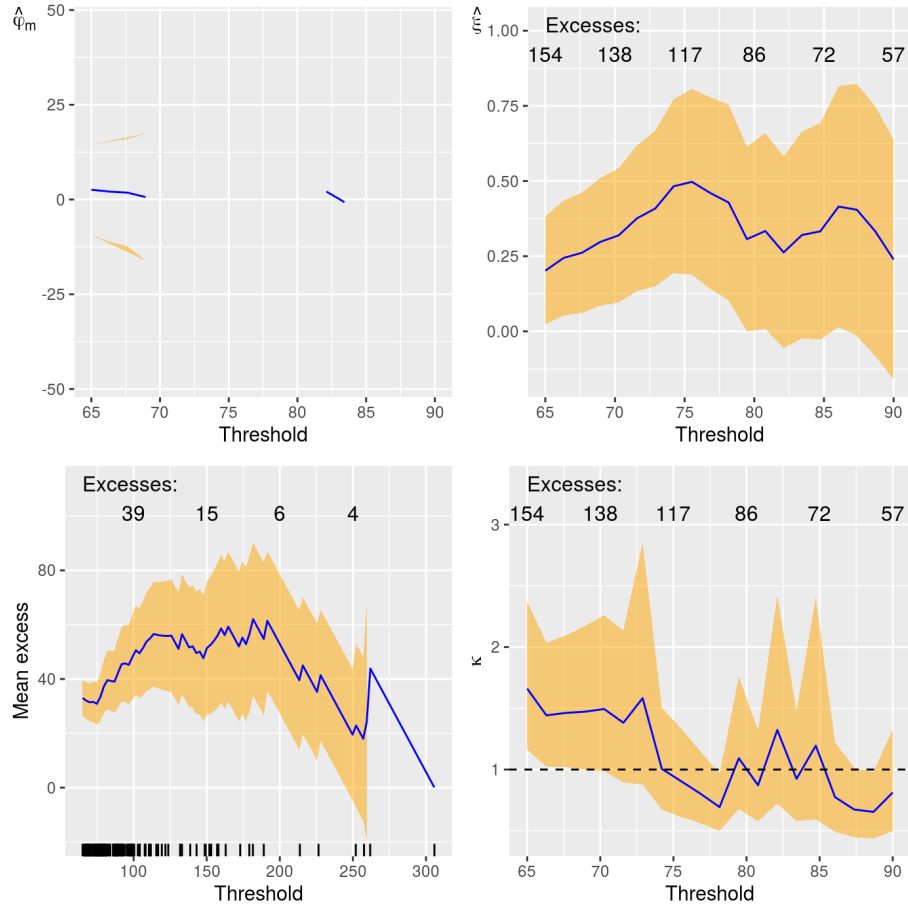 φ̂m
50
25
0
-25
-50
65 70 75 80 85 90
Threshold
ξ̂
Excesses:
154 138 117 86 72 57
1.00
0.75
0.50
0.25
0.00
65 70 75 80 85 90
Threshold
Mean excess
Excesses:
39 15 6 4
80
40
0
100 150 200 250 300
Threshold
κ
Excesses:
154 138 117 86 72 57
3
2
1
65 70 75 80 85 90
Threshold